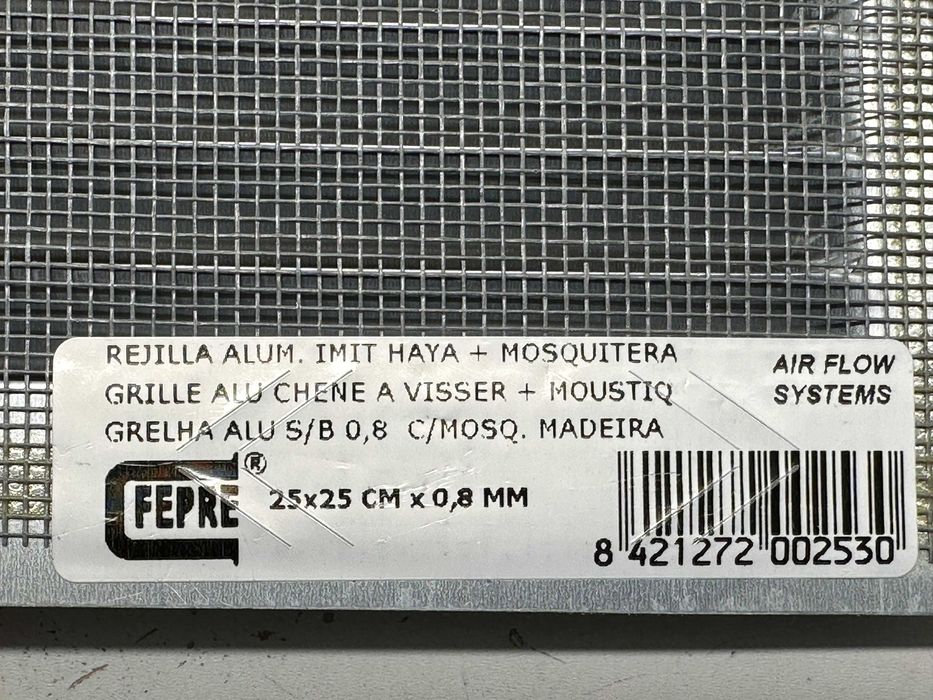 REJILLA ALUM. IMIT HAYA + MOSQUITERA
GRILLE ALU CHENE A VISSER + MOUSTIQ
GRELHA ALU S/B 0,8 C/MOSQ. MADEIRA
AIR FLOW
SYSTEMS
FEPRE ®
25x25 CM x 0,8 MM
8 421272 002530